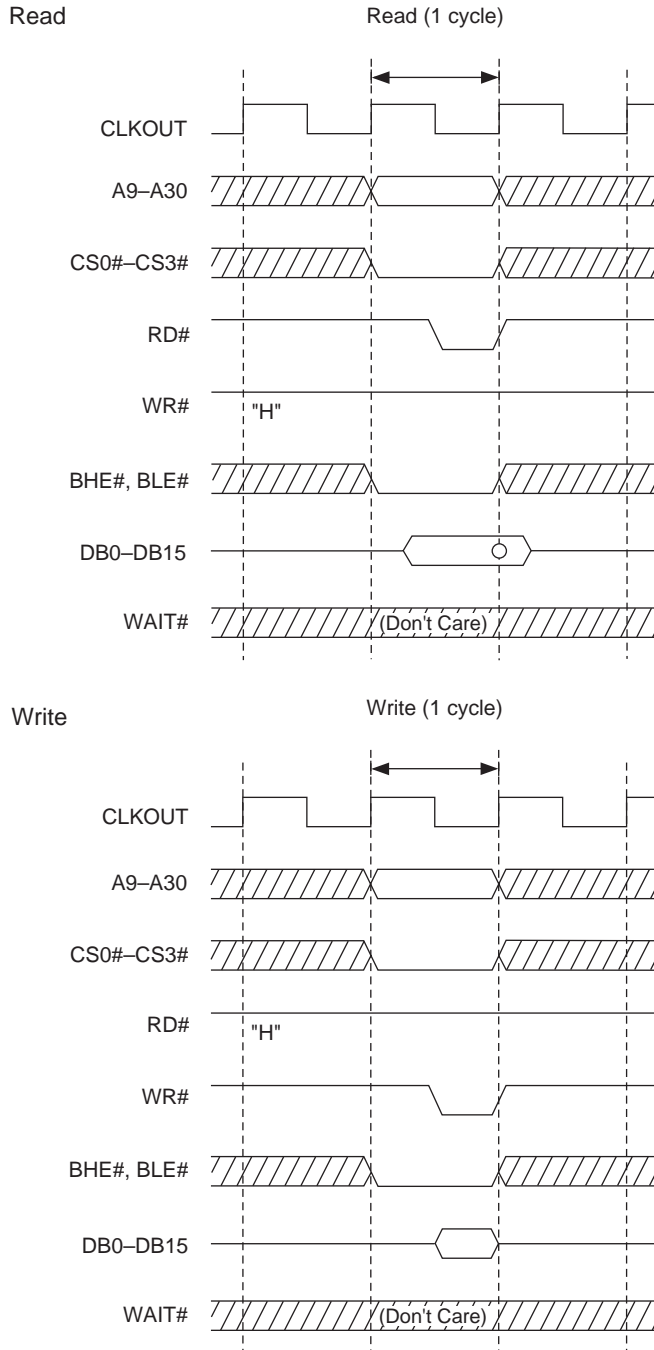 Read
Read (1 cycle)
CLKOUT
A9–A30
CS0#–CS3#
RD#
WR#
"H"
BHE#, BLE#
DB0–DB15
WAIT#
(Don't Care)
Write
Write (1 cycle)
CLKOUT
A9–A30
CS0#–CS3#
RD#
"H"
WR#
BHE#, BLE#
DB0–DB15
WAIT#
(Don't Care)